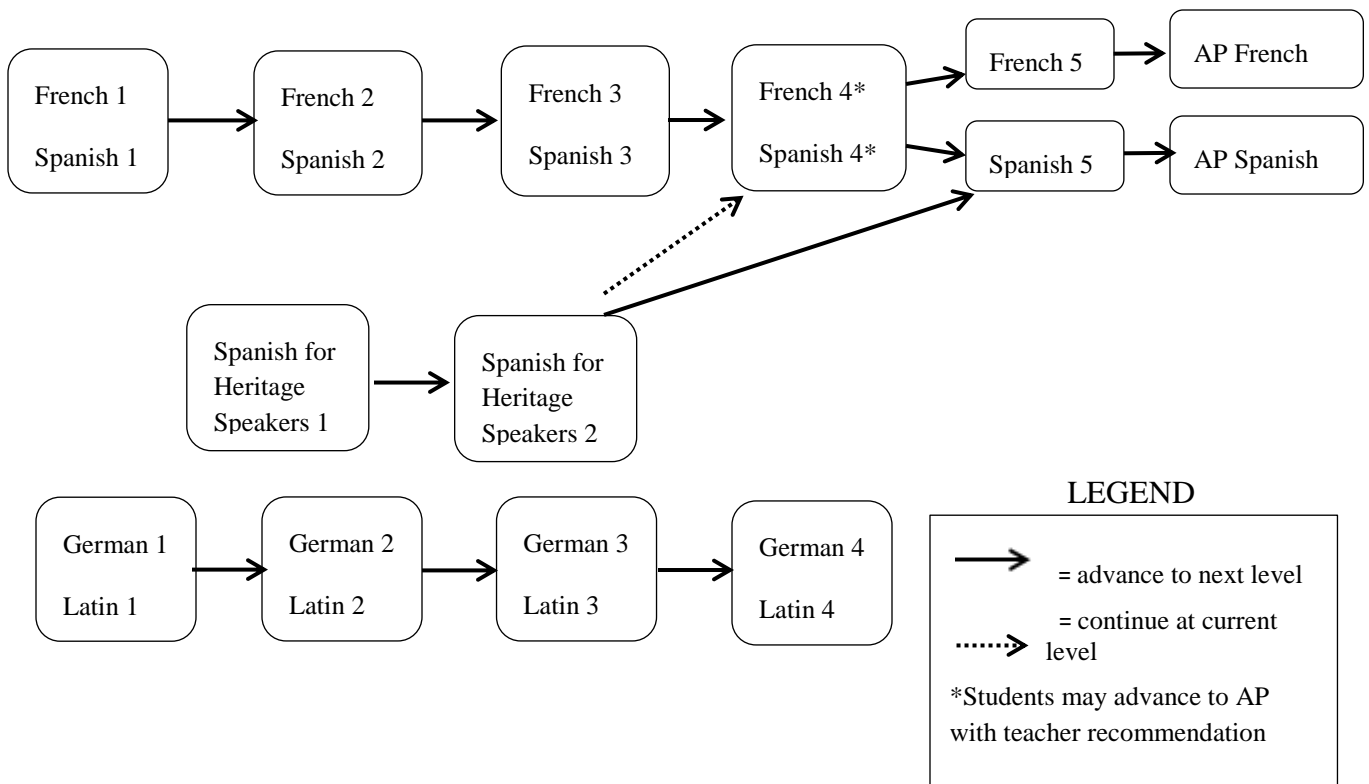 French 1
Spanish 1
French 2
Spanish 2
French 3
Spanish 3
French 4*
Spanish 4*
French 5
AP French
Spanish 5
AP Spanish
Spanish for
Heritage
Speakers 1
Spanish for
Heritage
Speakers 2
German 1
Latin 1
German 2
Latin 2
German 3
Latin 3
German 4
Latin 4
LEGEND
= advance to next level
= continue at current
level
*Students may advance to AP
with teacher recommendation